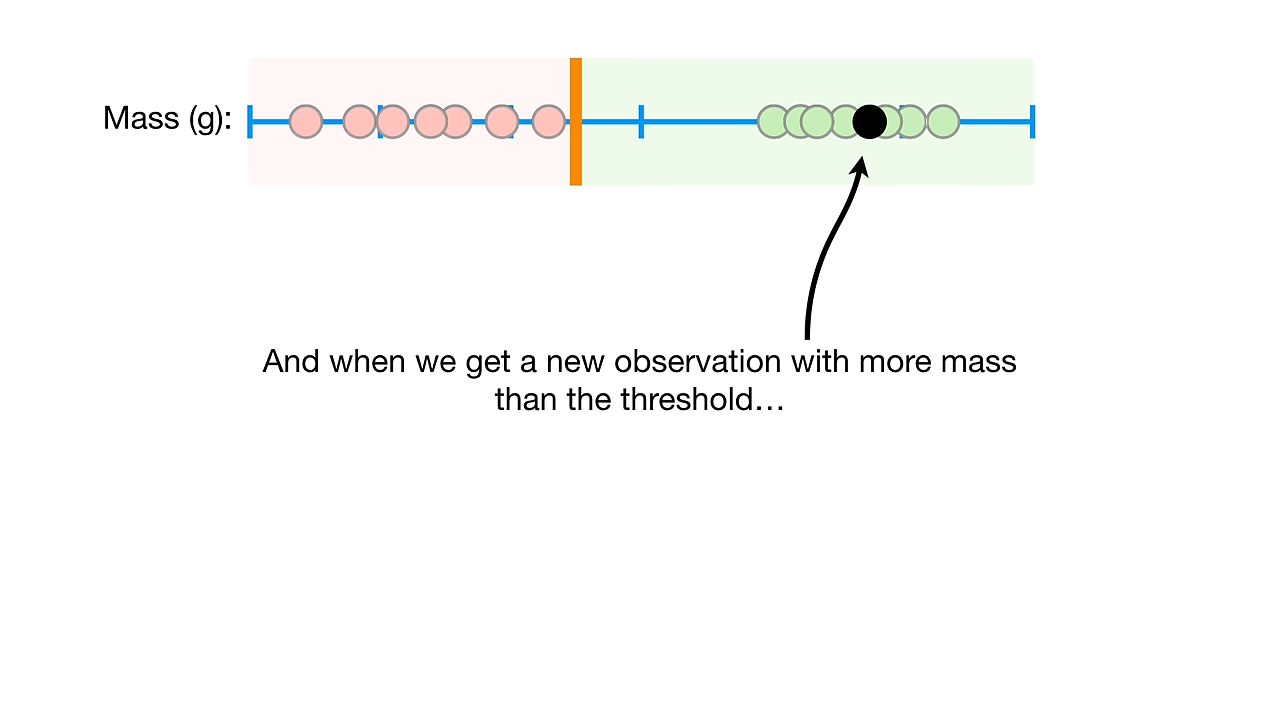 Mass (g):
And when we get a new observation with more mass
than the threshold…